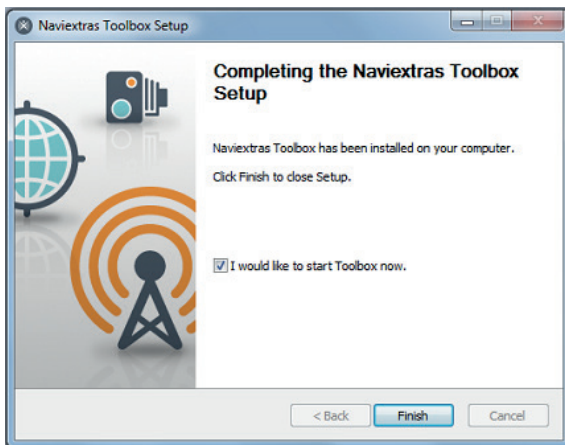 Naviextras Toolbox Setup
Completing the Naviextras Toolbox
Setup
Naviextras Toolbox has been installed on your computer.
Click Finish to close Setup.
I would like to start Toolbox now.
< Back
Finish
Cancel